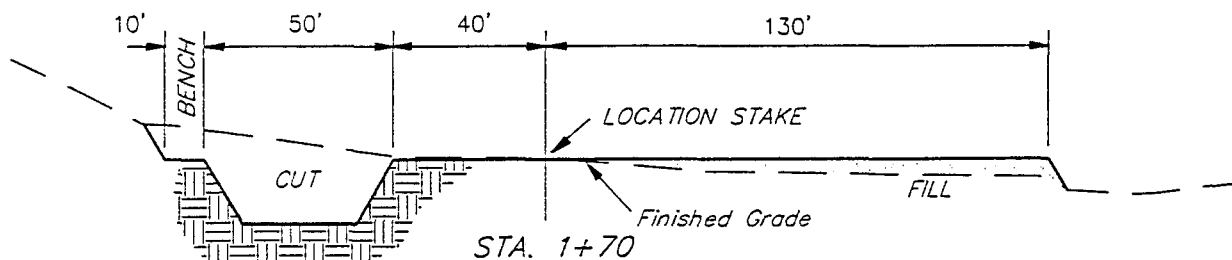 10' 50' 40' 130'
BENCH
LOCATION STAKE
CUT
FILL
Finished Grade
STA. 1+70